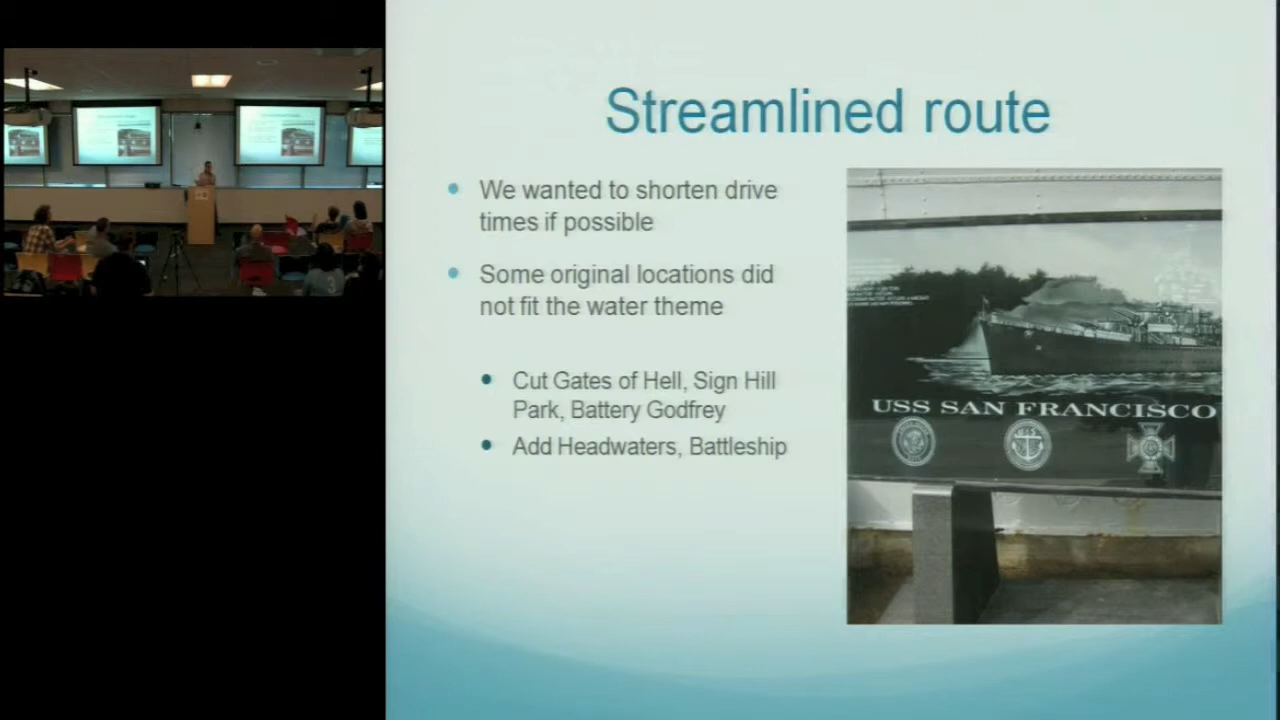 Streamlined route
We wanted to shorten drive
times if possible
Some original locations did
not fit the water theme
Cut Gates of Hell, Sign Hill
Park, Battery Godfrey
Add Headwaters, Battleship
USS SAN FRANCISCO